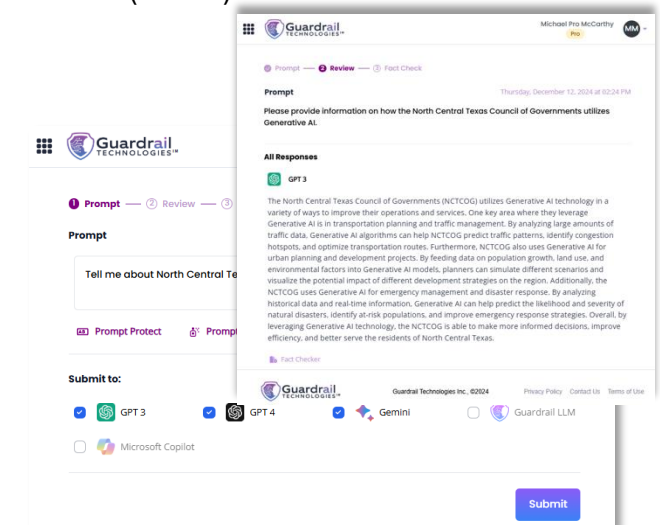 Guardrail
TECHNOLOGIES™
Michael Pro McCarthy
Pro
MM
Prompt
2 Review
3 Fact Check
Prompt
Thursday, December 12, 2024 at 02:24 PM
Please provide information on how the North Central Texas Council of Governments utilizes
Generative AI.
All Responses
GPT 3
The North Central Texas Council of Governments (NCTCOG) utilizes Generative AI technology in a
variety of ways to improve their operations and services. One key area where they leverage
Generative AI is in transportation planning and traffic management. By analyzing large amounts of
traffic data, Generative AI algorithms can help NCTCOG predict traffic patterns, identify congestion
hotspots, and optimize transportation routes. Furthermore, NCTCOG also uses Generative AI for
urban planning and development projects. By feeding data on population growth, land use, and
environmental factors into Generative AI models, planners can simulate different scenarios and
visualize the potential impact of different development strategies on the region. Additionally, the
NCTCOG uses Generative AI for emergency management and disaster response. By analyzing
historical data and real-time information, Generative AI can help predict the likelihood and severity of
natural disasters, identify at-risk populations, and improve emergency response strategies. Overall, by
leveraging Generative AI technology, the NCTCOG is able to make more informed decisions, improve
efficiency, and better serve the residents of North Central Texas.
Fact Checker
Guardrail
TECHNOLOGIES™
Guardrail Technologies Inc., ©2024
Privacy Policy
Contact Us
Terms of Use
Guardrail
TECHNOLOGIES™
1 Prompt
2 Review
3
Prompt
Tell me about North Central Te
Prompt Protect
Prompt
Submit to:
GPT 3
GPT 4
Gemini
Guardrail LLM
Microsoft Copilot
Submit